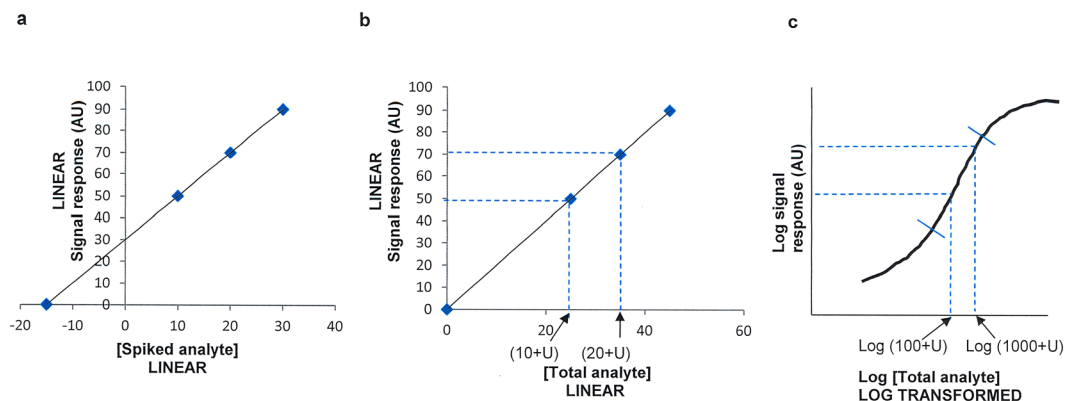 a
LINEAR
Signal response (AU)
100
90
80
70
60
50
40
30
20
10
0
-20 -10 0 10 20 30 40
[Spiked analyte]
LINEAR
b
LINEAR
Signal response (AU)
100
90
80
70
60
50
40
30
20
10
0
0 20 40 60
(10+U) (20+U)
[Total analyte]
LINEAR
c
Log signal
response (AU)
Log (100+U) Log (1000+U)
Log [Total analyte]
LOG TRANSFORMED